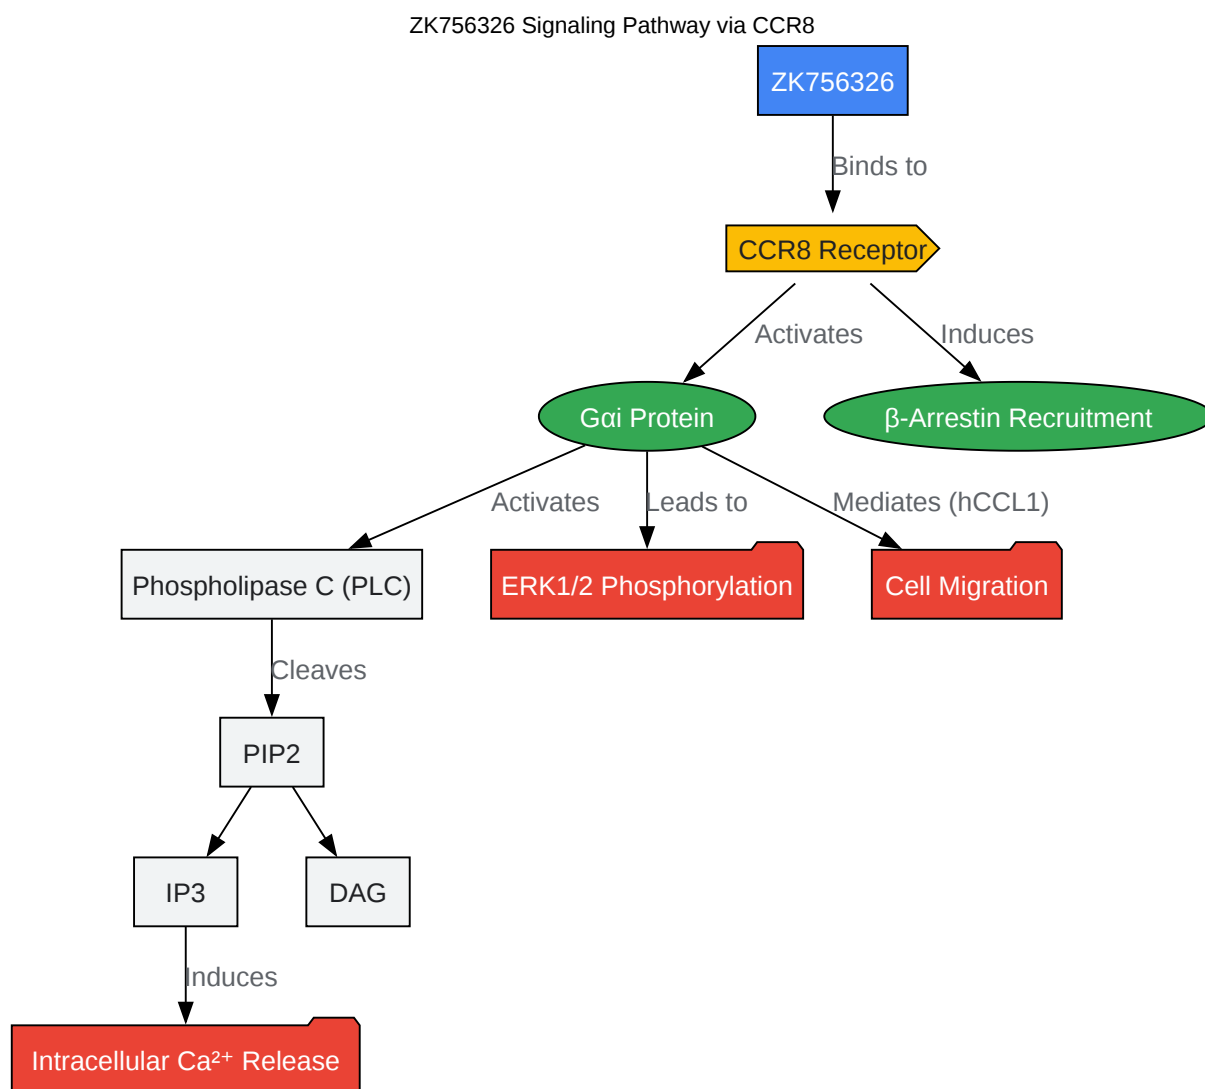 ZK756326 Signaling Pathway via CCR8
ZK756326
Binds to
CCR8 Receptor
Activates
Induces
Gαi Protein
β-Arrestin Recruitment
Activates
Leads to
Mediates (hCCL1)
Phospholipase C (PLC)
ERK1/2 Phosphorylation
Cell Migration
Cleaves
PIP2
IP3
DAG
Induces
Intracellular Ca²⁺ Release